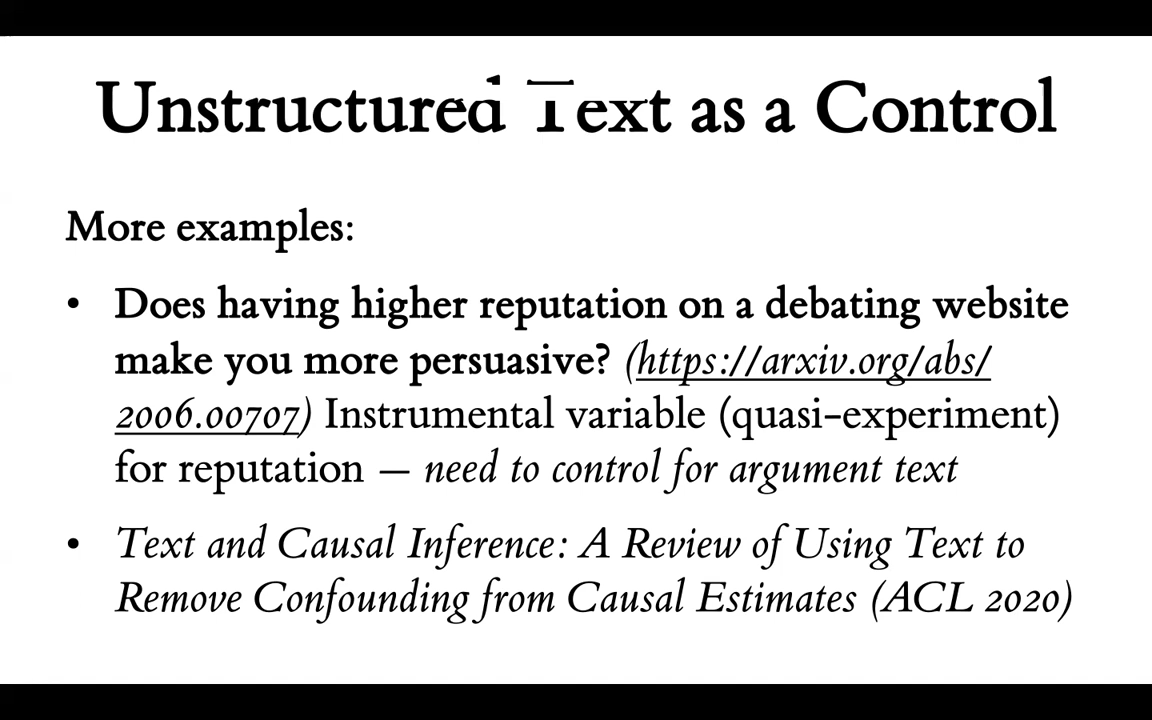 Unstructured Text as a Control
More examples:
• Does having higher reputation on a debating website
make you more persuasive? (https://arxiv.org/abs/
2006.00707) Instrumental variable (quasi-experiment)
for reputation — need to control for argument text
• Text and Causal Inference: A Review of Using Text to
Remove Confounding from Causal Estimates (ACL 2020)